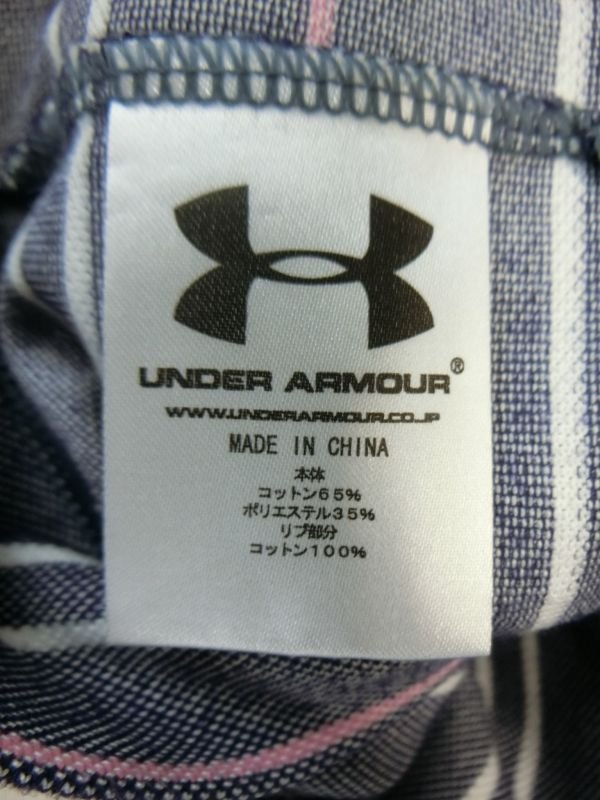 UNDER ARMOUR®
WWW.UNDERARMOUR.CO.JP
MADE IN CHINA
本体
コットン65%
ポリエステル35%
リブ部分
コットン100%